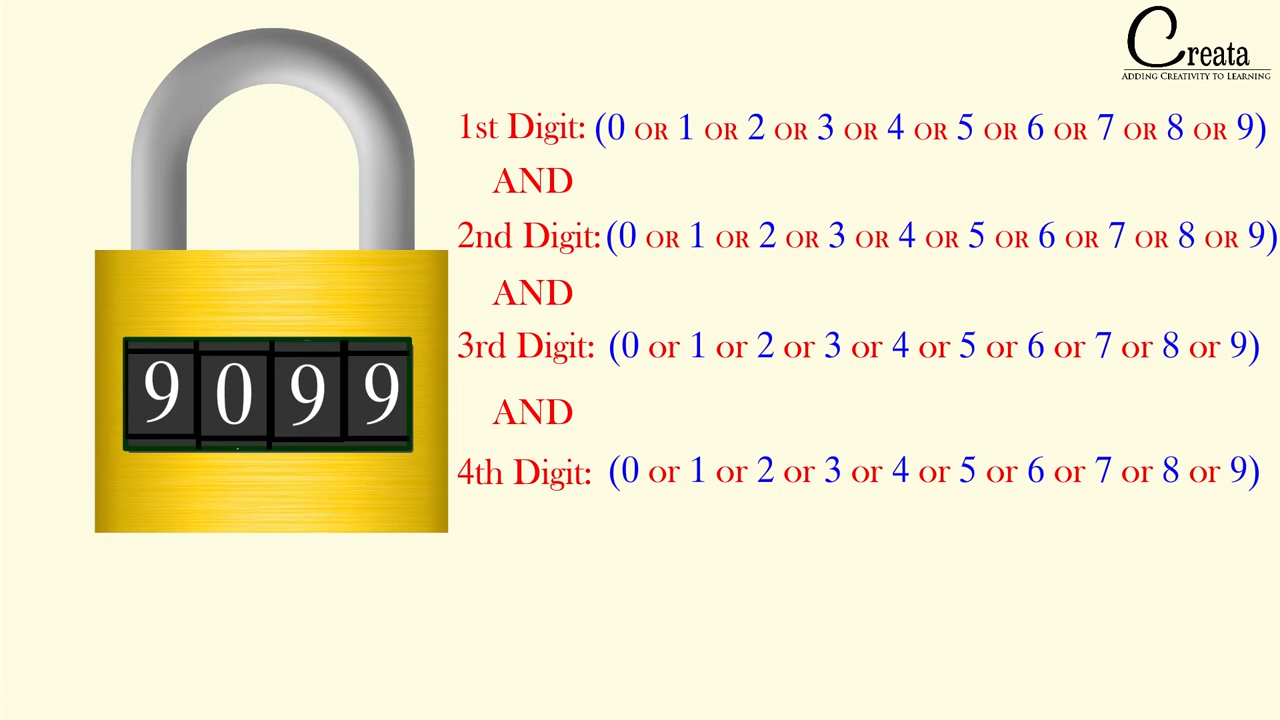 Creata
ADDING CREATIVITY TO LEARNING
1st Digit: (0 OR 1 OR 2 OR 3 OR 4 OR 5 OR 6 OR 7 OR 8 OR 9)
AND
2nd Digit: (0 OR 1 OR 2 OR 3 OR 4 OR 5 OR 6 OR 7 OR 8 OR 9)
AND
3rd Digit: (0 or 1 or 2 or 3 or 4 or 5 or 6 or 7 or 8 or 9)
9 0 9 9
AND
4th Digit: (0 or 1 or 2 or 3 or 4 or 5 or 6 or 7 or 8 or 9)